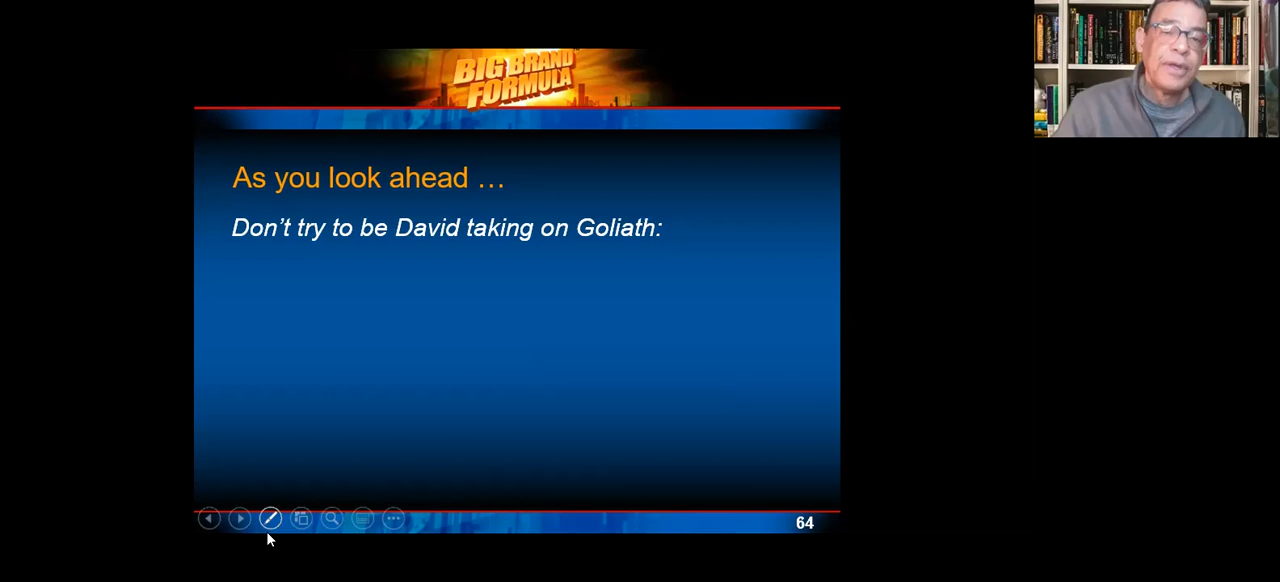 BIG BRAND
FORMULA
As you look ahead …
Don’t try to be David taking on Goliath:
64